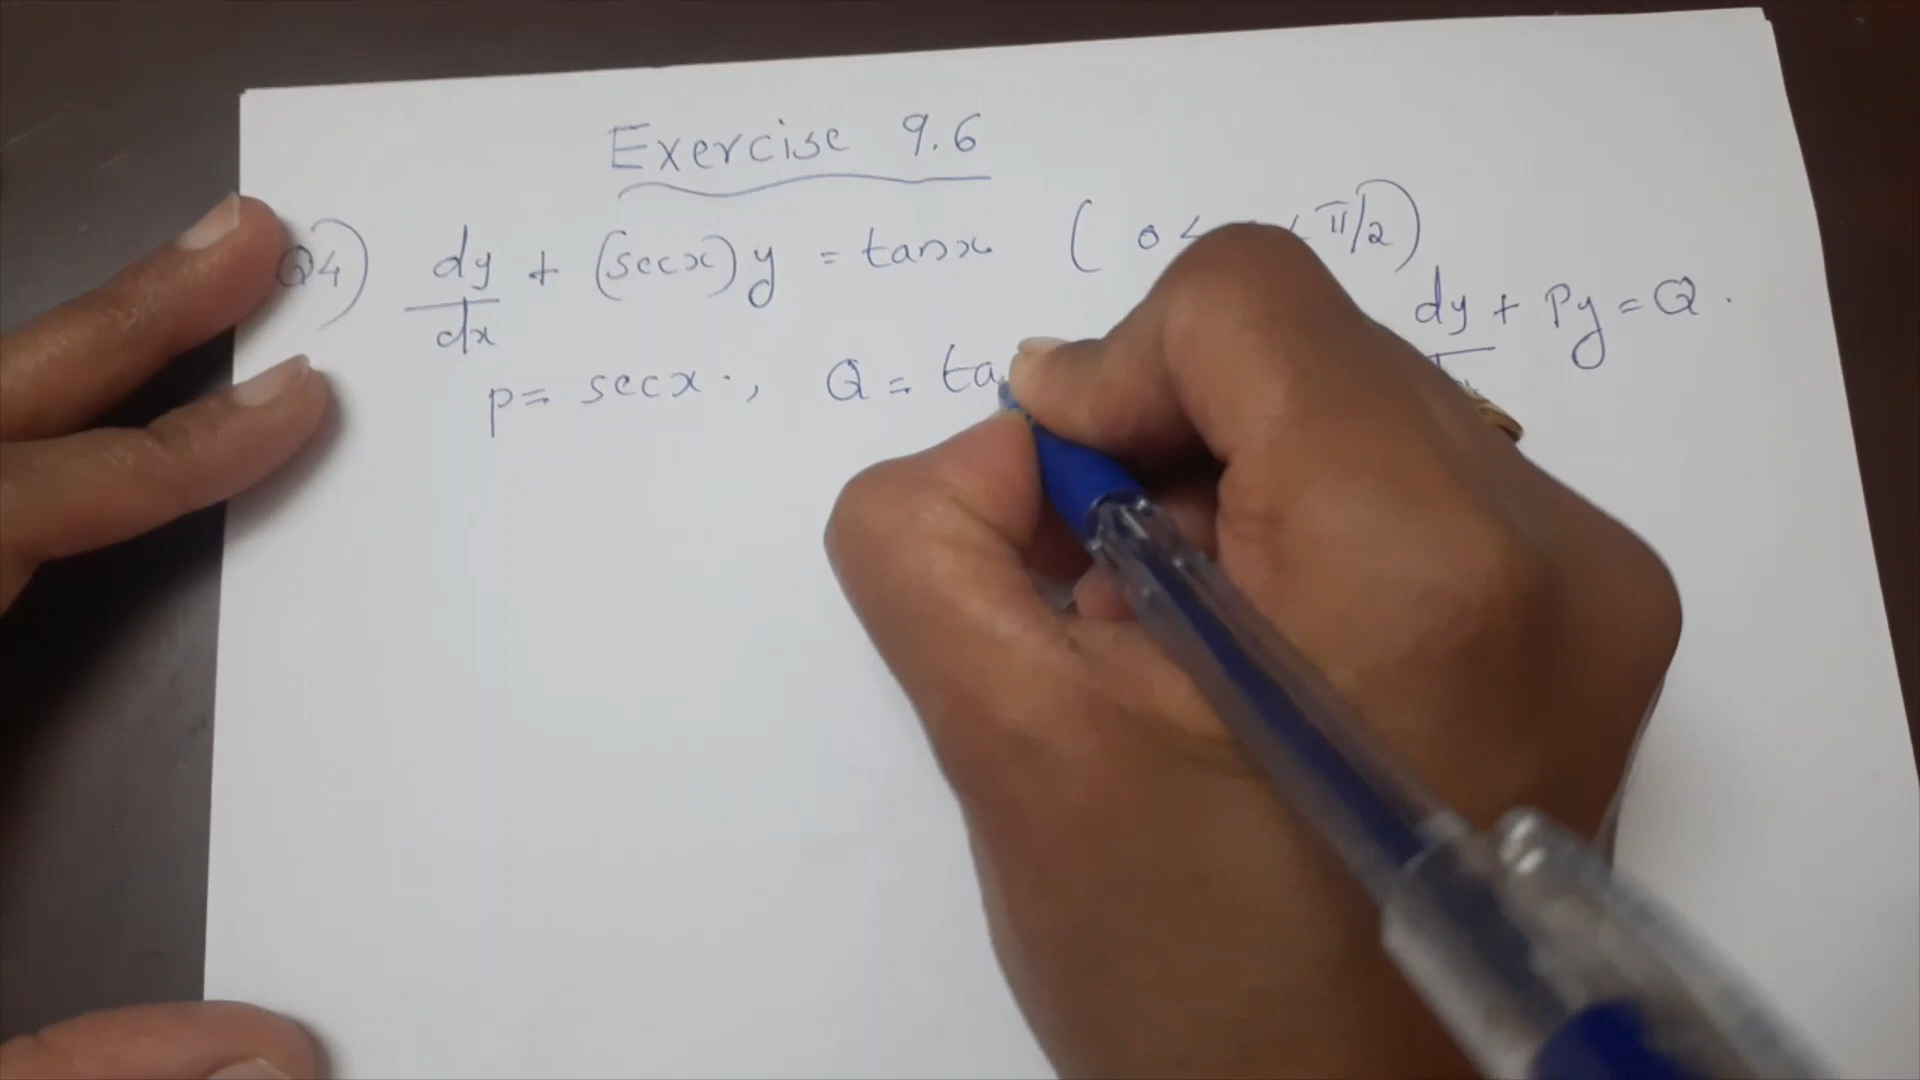 Exercise 9.6
Q4) dy/dx + (secx)y = tanx ( 0 < < π/2)
dy + Py = Q .
p = secx ., Q = ta